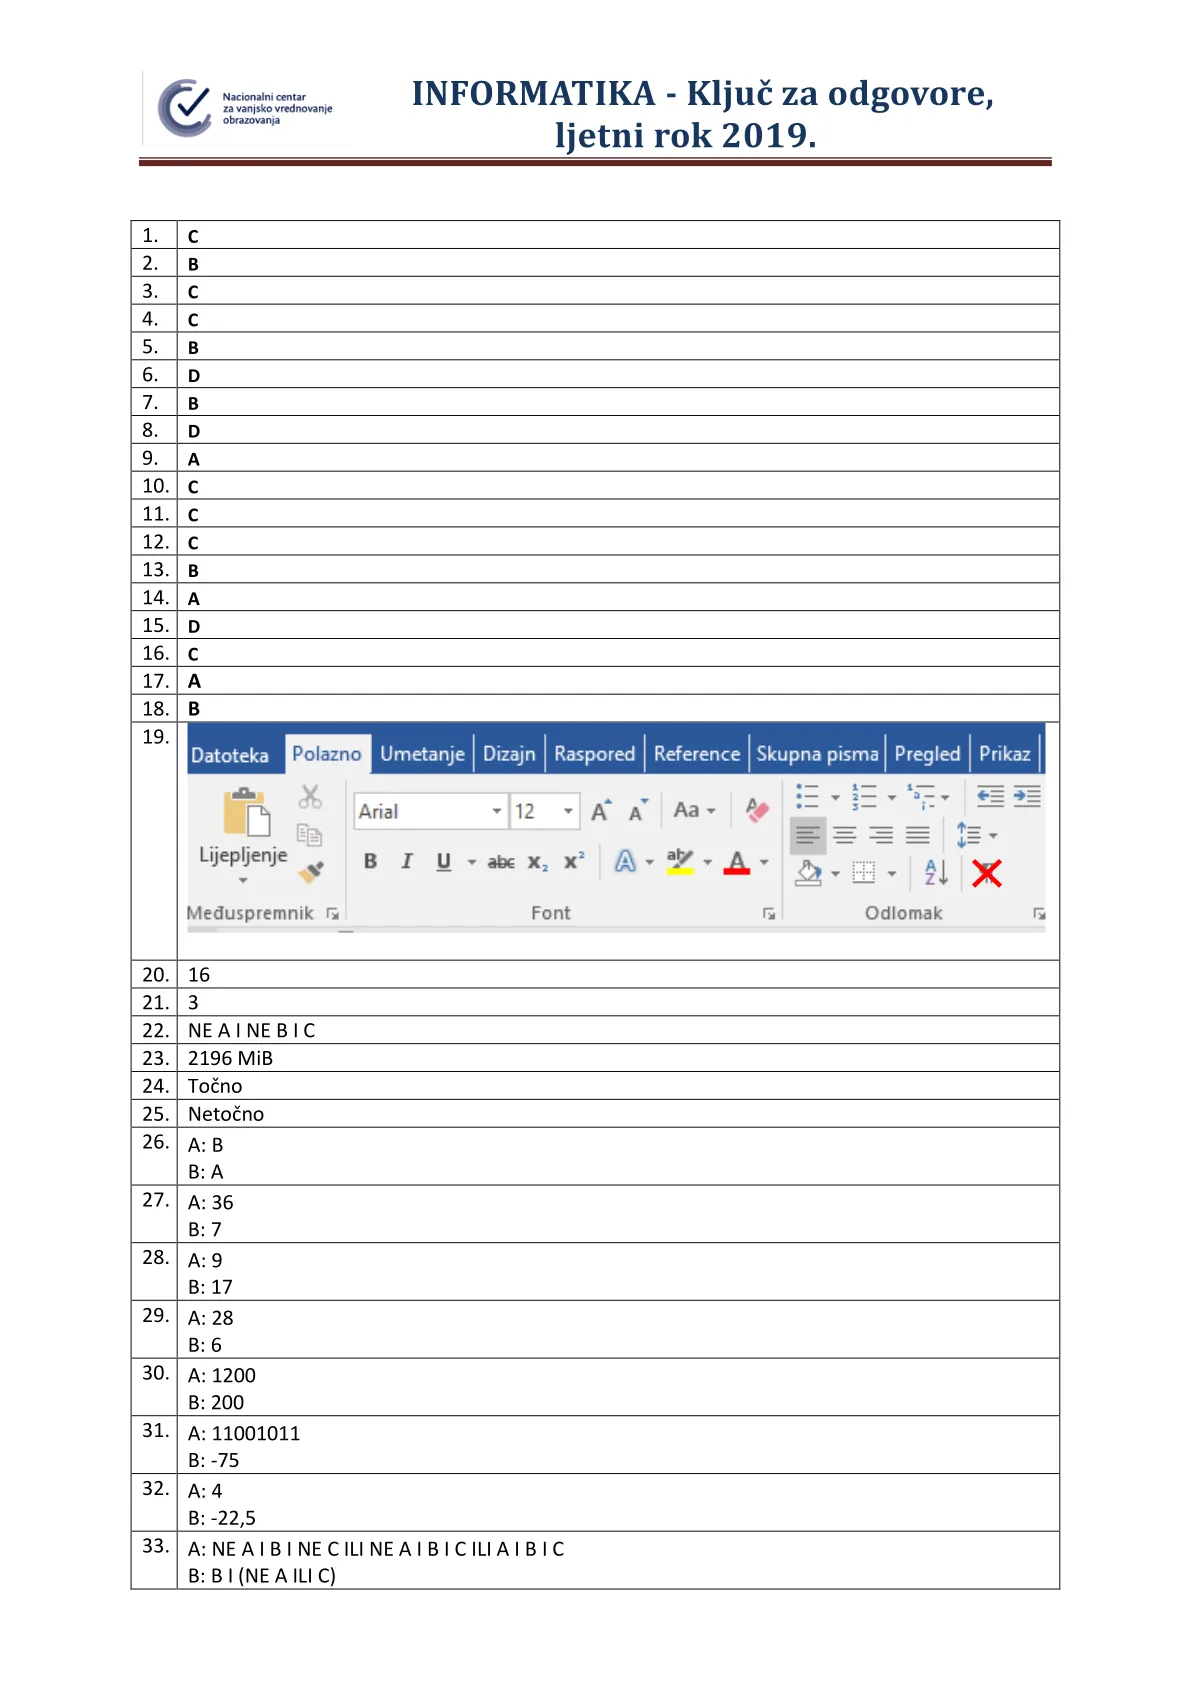 Nacionalni centar
za vanjsko vrednovanje
obrazovanja
INFORMATIKA - Ključ za odgovore,
ljetni rok 2019.
1. C
2. B
3. C
4. C
5. B
6. D
7. B
8. D
9. A
10. C
11. C
12. C
13. B
14. A
15. D
16. C
17. A
18. B
19.
Datoteka Polazno Umetanje Dizajn Raspored Reference Skupna pisma Pregled Prikaz
Arial 12 Aa
Lijepljenje
B I U abc x₂ x²
Međuspremnik Font Odlomak
20. 16
21. 3
22. NE A I NE B I C
23. 2196 MiB
24. Točno
25. Netočno
26. A: B
B: A
27. A: 36
B: 7
28. A: 9
B: 17
29. A: 28
B: 6
30. A: 1200
B: 200
31. A: 11001011
B: -75
32. A: 4
B: -22,5
33. A: NE A I B I NE C ILI NE A I B I C ILI A I B I C
B: B I (NE A ILI C)